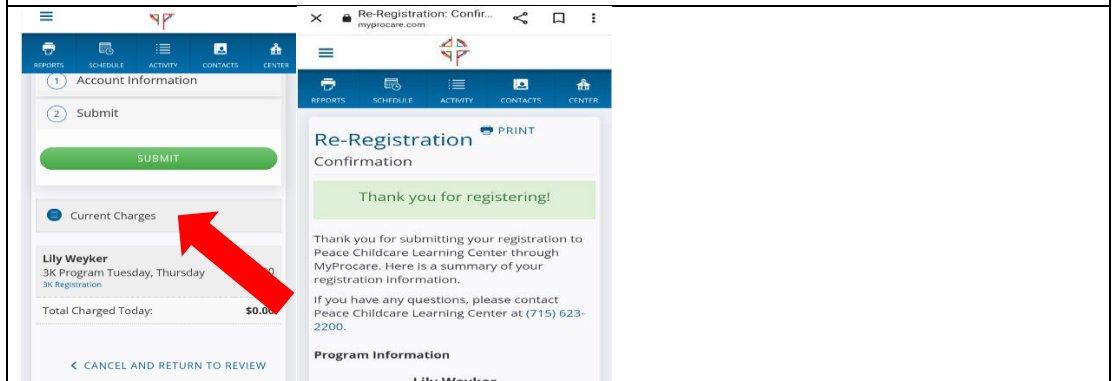 REPORTS SCHEDULE ACTIVITY CONTACTS CENTER
1 Account Information
2 Submit
SUBMIT
Current Charges
Lily Weyker
3K Program Tuesday, Thursday
3K Registration
Total Charged Today: $0.00
CANCEL AND RETURN TO REVIEW
Re-Registration: Confir...
myprocare.com
REPORTS SCHEDULE ACTIVITY CONTACTS CENTER
Re-Registration PRINT
Confirmation
Thank you for registering!
Thank you for submitting your registration to
Peace Childcare Learning Center through
MyProcare. Here is a summary of your
registration information.
If you have any questions, please contact
Peace Childcare Learning Center at (715) 623-
2200.
Program Information
Lily Weyker